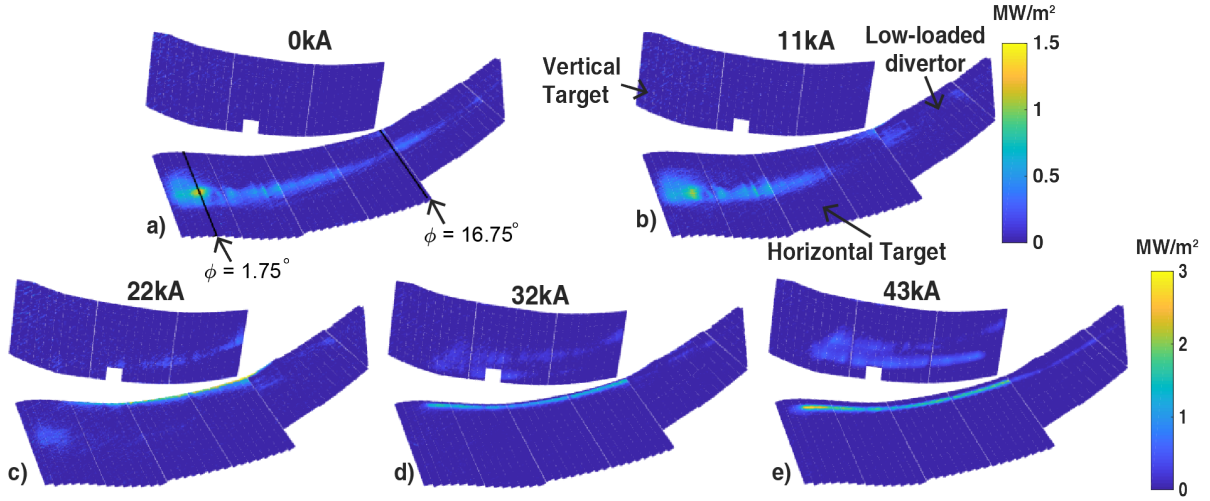 0kA
11kA
MW/m²
1.5
1
0.5
0
Vertical
Target
Low-loaded
divertor
a)
ϕ = 1.75°
ϕ = 16.75°
b)
Horizontal Target
22kA
32kA
43kA
MW/m²
3
2
1
0
c)
d)
e)